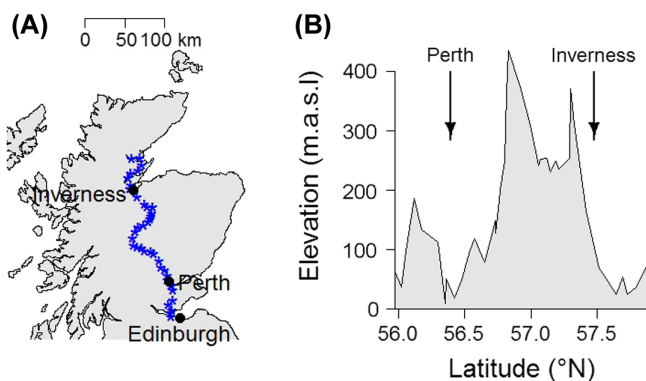 (A)
0 50 100 km
Inverness
Perth
Edinburgh
(B)
Perth Inverness
Elevation (m.a.s.l)
400
300
200
100
0
56.0 56.5 57.0 57.5
Latitude (°N)